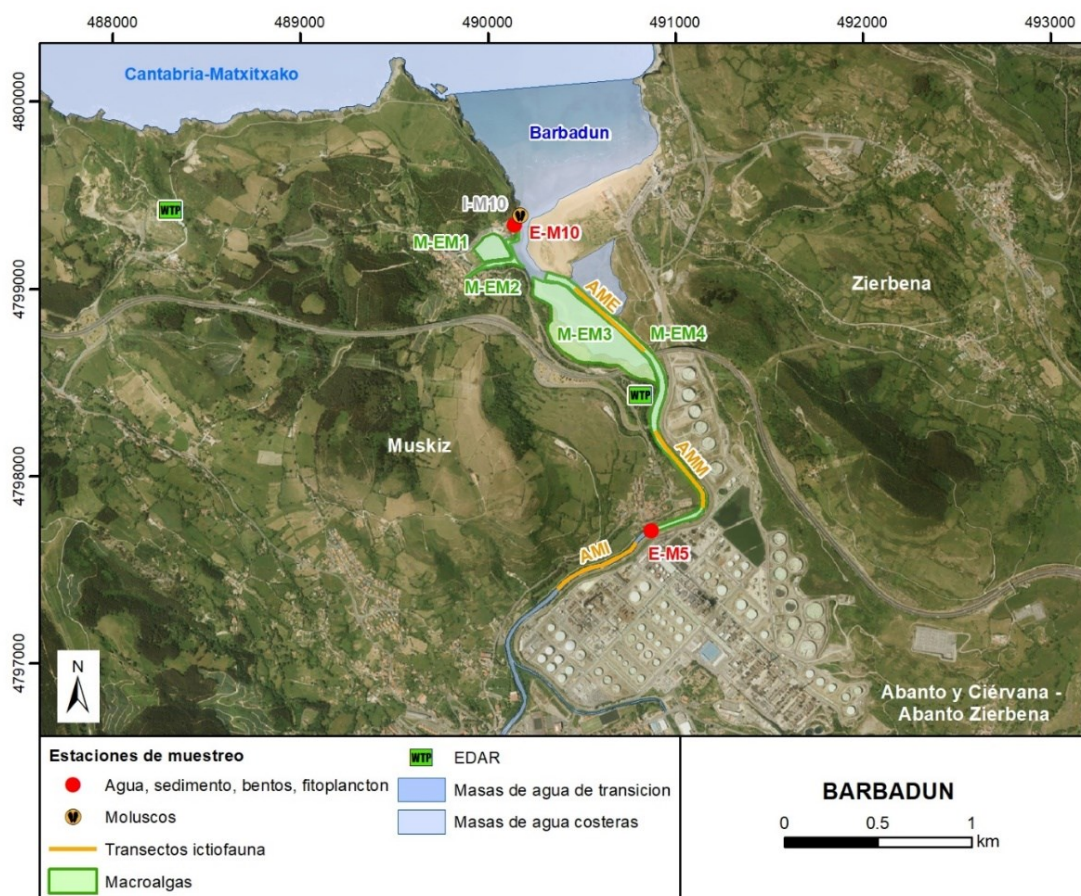 488000
489000
490000
491000
492000
493000
4800000
4799000
4798000
4797000
Cantabria-Matxitxako
Barbadun
WTP
I-M10
E-M10
M-EM1
M-EM2
AME
M-EM3
M-EM4
Zierbena
WTP
Muskiz
AMM
AMI
E-M5
N
Abanto y Ciérvana -
Abanto Zierbena
Estaciones de muestreo
Agua, sedimento, bentos, fitoplancton
Moluscos
Transectos ictiofauna
Macroalgas
WTP EDAR
Masas de agua de transicion
Masas de agua costeras
BARBADUN
0 0.5 1
km